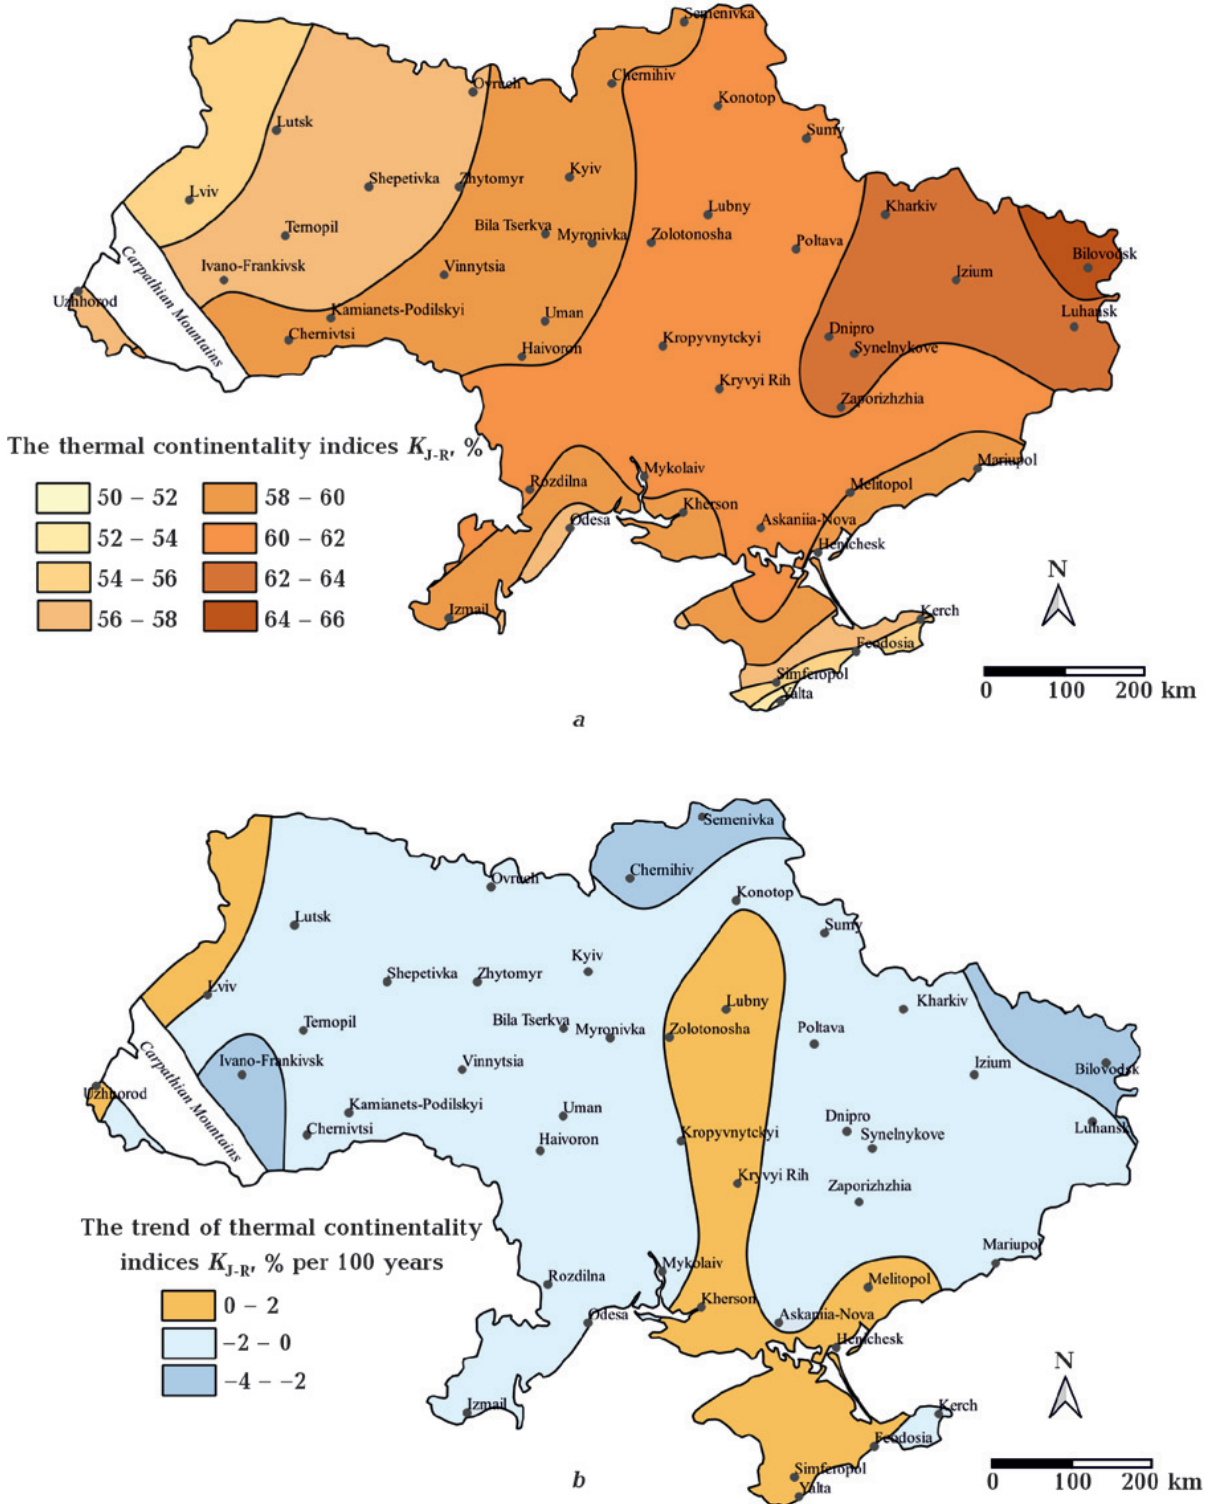 Semenivka
Ovruch
Chernihiv
Konotop
Lutsk
Sumy
Shepetivka
Zhytomyr
Kyiv
Lviv
Lubny
Kharkiv
Ternopil
Bila Tserkva
Myronivka
Zolotonosha
Poltava
Bilovodsk
Carpathian Mountains
Ivano-Frankivsk
Vinnytsia
Izium
Uzhhorod
Kamianets-Podilskyi
Uman
Luhansk
Chernivtsi
Haivoron
Kropyvnytckyi
Dnipro
Synelnykove
Kryvyi Rih
Zaporizhzhia
The thermal continentality indices K J-R, %
50 – 52
58 – 60
52 – 54
60 – 62
54 – 56
62 – 64
56 – 58
64 – 66
Mykolaiv
Mariupol
Rozdilna
Melitopol
Kherson
Odesa
Askaniia-Nova
Henichesk
Izmail
Kerch
Feodosia
Simferopol
Yalta
N
0 100 200 km
a
Semenivka
Chernihiv
Ovruch
Konotop
Lutsk
Sumy
Kyiv
Shepetivka
Zhytomyr
Lviv
Lubny
Kharkiv
Ternopil
Bila Tserkva
Myronivka
Zolotonosha
Poltava
Carpathian Mountains
Ivano-Frankivsk
Vinnytsia
Izium
Bilovodsk
Uzhhorod
Kamianets-Podilskyi
Uman
Dnipro
Luhansk
Chernivtsi
Haivoron
Kropyvnytckyi
Synelnykove
Kryvyi Rih
Zaporizhzhia
The trend of thermal continentality
indices K J-R, % per 100 years
0 – 2
–2 – 0
–4 – –2
Mariupol
Mykolaiv
Rozdilna
Melitopol
Kherson
Odesa
Askaniia-Nova
Henichesk
Izmail
Kerch
Feodosia
Simferopol
Yalta
N
0 100 200 km
b